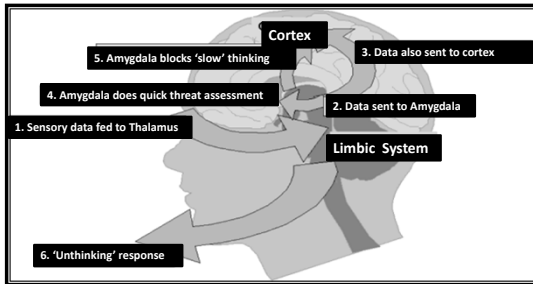 Cortex
5. Amygdala blocks ‘slow’ thinking
3. Data also sent to cortex
4. Amygdala does quick threat assessment
2. Data sent to Amygdala
1. Sensory data fed to Thalamus
Limbic System
6. ‘Unthinking’ response